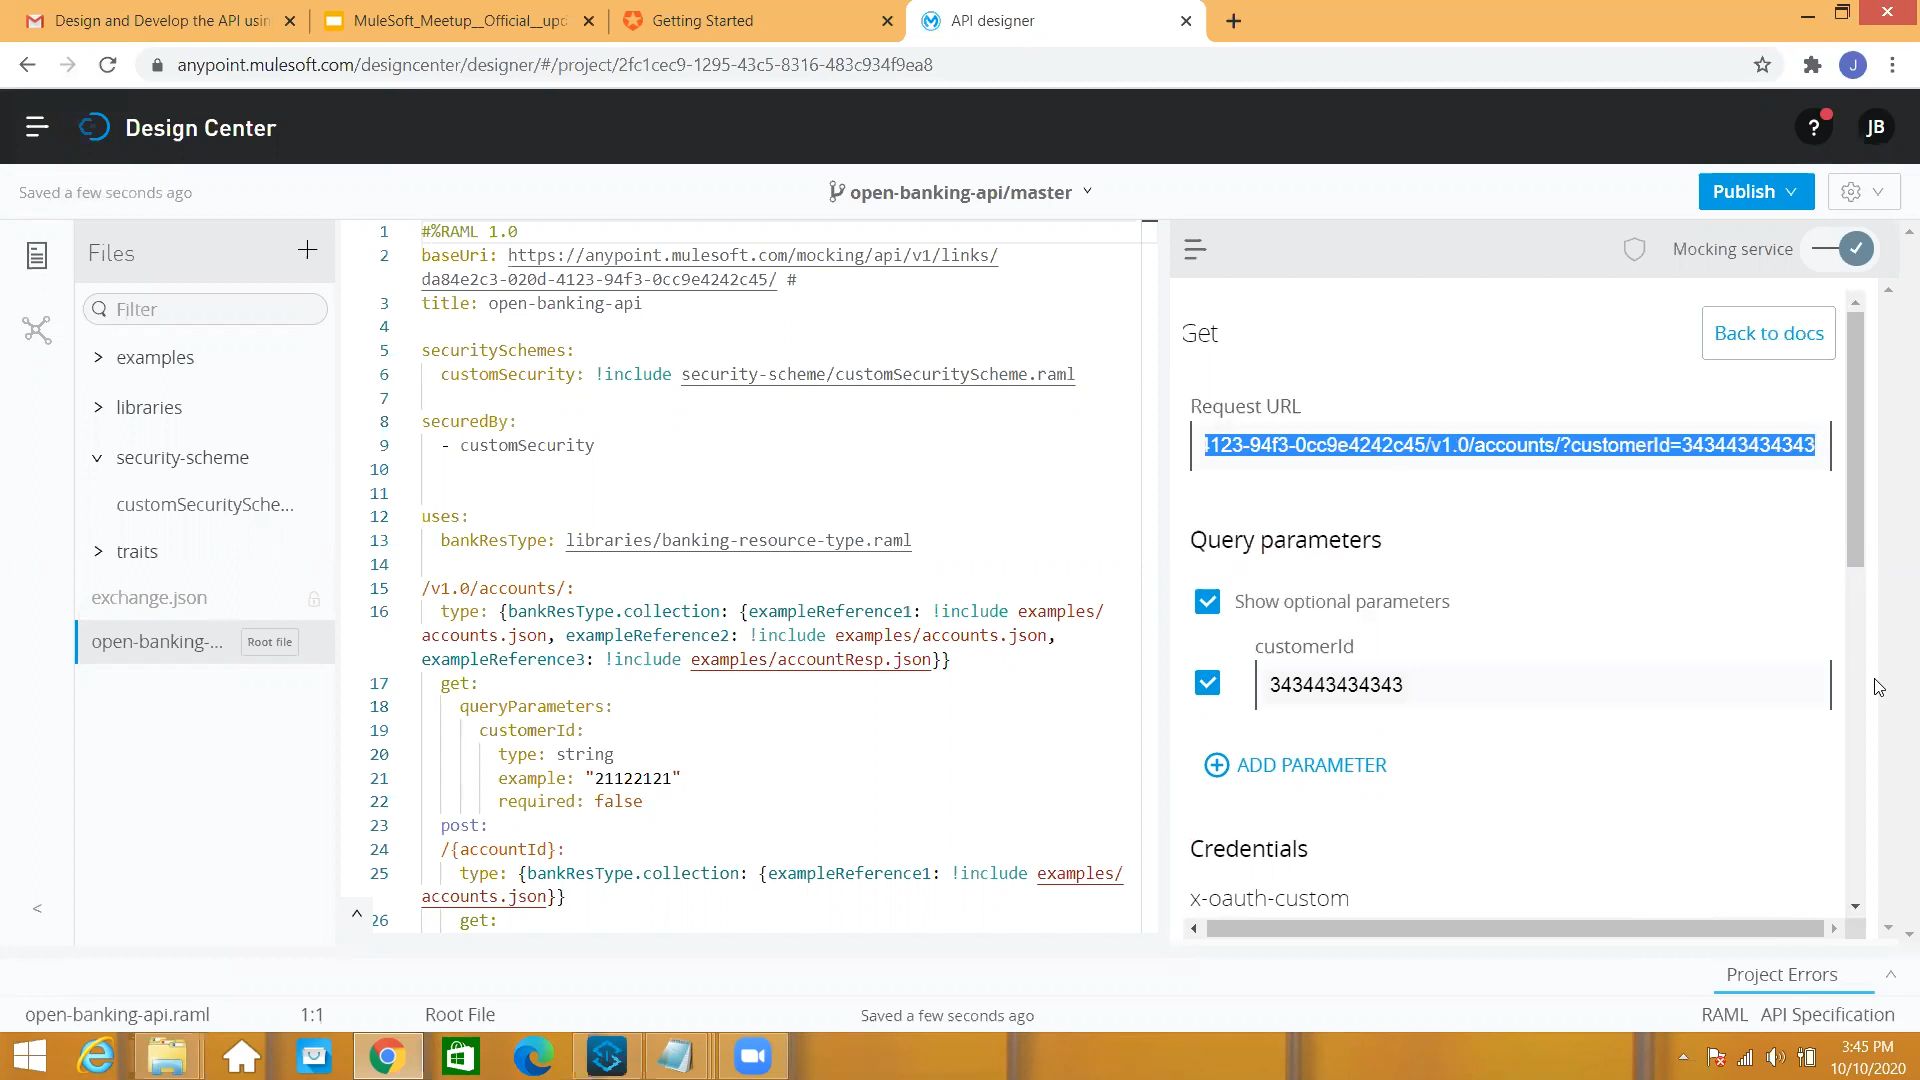 Design and Develop the API usin
MuleSoft_Meetup__Official__upd
Getting Started
API designer
anypoint.mulesoft.com/designcenter/designer/#/project/2fc1cec9-1295-43c5-8316-483c934f9ea8
J
Design Center
?
JB
Saved a few seconds ago
open-banking-api/master
Publish
Files
Filter
examples
libraries
security-scheme
customSecuritySche...
traits
exchange.json
open-banking-... Root file
1 #%RAML 1.0
2 baseUri: https://anypoint.mulesoft.com/mocking/api/v1/links/
da84e2c3-020d-4123-94f3-0cc9e4242c45/ #
3 title: open-banking-api
4
5 securitySchemes:
6 customSecurity: !include security-scheme/customSecurityScheme.raml
7
8 securedBy:
9 - customSecurity
10
11
12 uses:
13 bankResType: libraries/banking-resource-type.raml
14
15 /v1.0/accounts/:
16 type: {bankResType.collection: {exampleReference1: !include examples/
accounts.json, exampleReference2: !include examples/accounts.json,
exampleReference3: !include examples/accountResp.json}}
17 get:
18 queryParameters:
19 customerId:
20 type: string
21 example: "21122121"
22 required: false
23 post:
24 /{accountId}:
25 type: {bankResType.collection: {exampleReference1: !include examples/
accounts.json}}
26 get:
Mocking service
Get
Back to docs
Request URL
4123-94f3-0cc9e4242c45/v1.0/accounts/?customerId=343443434343
Query parameters
Show optional parameters
customerId
343443434343
ADD PARAMETER
Credentials
x-oauth-custom
Project Errors
open-banking-api.raml
1:1
Root File
Saved a few seconds ago
RAML API Specification
3:45 PM
10/10/2020